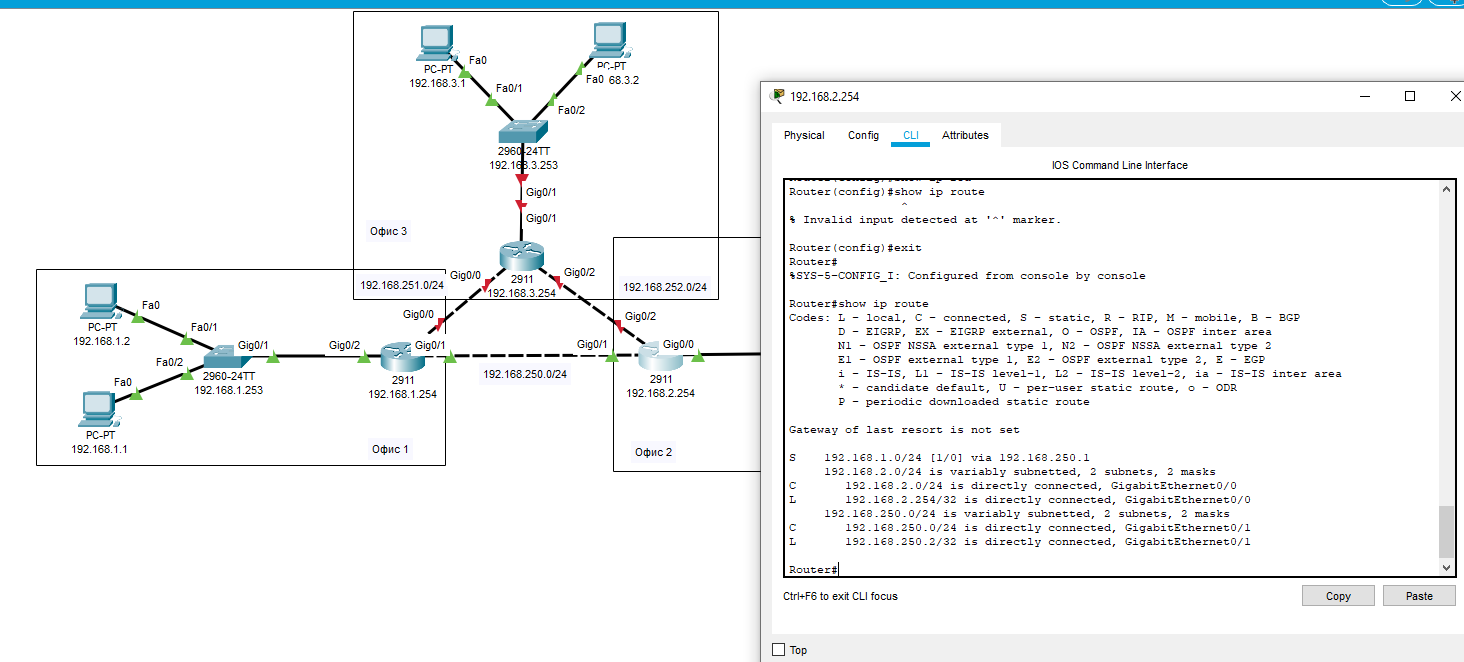 PC-PT
192.168.3.1
Fa0
Fa0/1
PC-PT
Fa0
68.3.2
Fa0/2
2960-24TT
192.168.3.253
Gig0/1
Gig0/1
Офис 3
2911
192.168.3.254
Gig0/0
Gig0/2
192.168.251.0/24
192.168.252.0/24
Gig0/0
Gig0/2
PC-PT
192.168.1.2
Fa0
Fa0/1
Fa0/2
Gig0/1
2960-24TT
192.168.1.253
Fa0
PC-PT
192.168.1.1
Gig0/2
Gig0/1
2911
192.168.1.254
Офис 1
192.168.250.0/24
Gig0/1
Gig0/0
2911
192.168.2.254
Офис 2
192.168.2.254
Physical Config CLI Attributes
IOS Command Line Interface
Router(config)#show ip route
^
% Invalid input detected at '^' marker.
Router(config)#exit
Router#
%SYS-5-CONFIG_I: Configured from console by console
Router#show ip route
Codes: L - local, C - connected, S - static, R - RIP, M - mobile, B - BGP
D - EIGRP, EX - EIGRP external, O - OSPF, IA - OSPF inter area
N1 - OSPF NSSA external type 1, N2 - OSPF NSSA external type 2
E1 - OSPF external type 1, E2 - OSPF external type 2, E - EGP
i - IS-IS, L1 - IS-IS level-1, L2 - IS-IS level-2, ia - IS-IS inter area
* - candidate default, U - per-user static route, o - ODR
P - periodic downloaded static route
Gateway of last resort is not set
S 192.168.1.0/24 [1/0] via 192.168.250.1
192.168.2.0/24 is variably subnetted, 2 subnets, 2 masks
C 192.168.2.0/24 is directly connected, GigabitEthernet0/0
L 192.168.2.254/32 is directly connected, GigabitEthernet0/0
192.168.250.0/24 is variably subnetted, 2 subnets, 2 masks
C 192.168.250.0/24 is directly connected, GigabitEthernet0/1
L 192.168.250.2/32 is directly connected, GigabitEthernet0/1
Router#
Ctrl+F6 to exit CLI focus
Copy Paste
Top